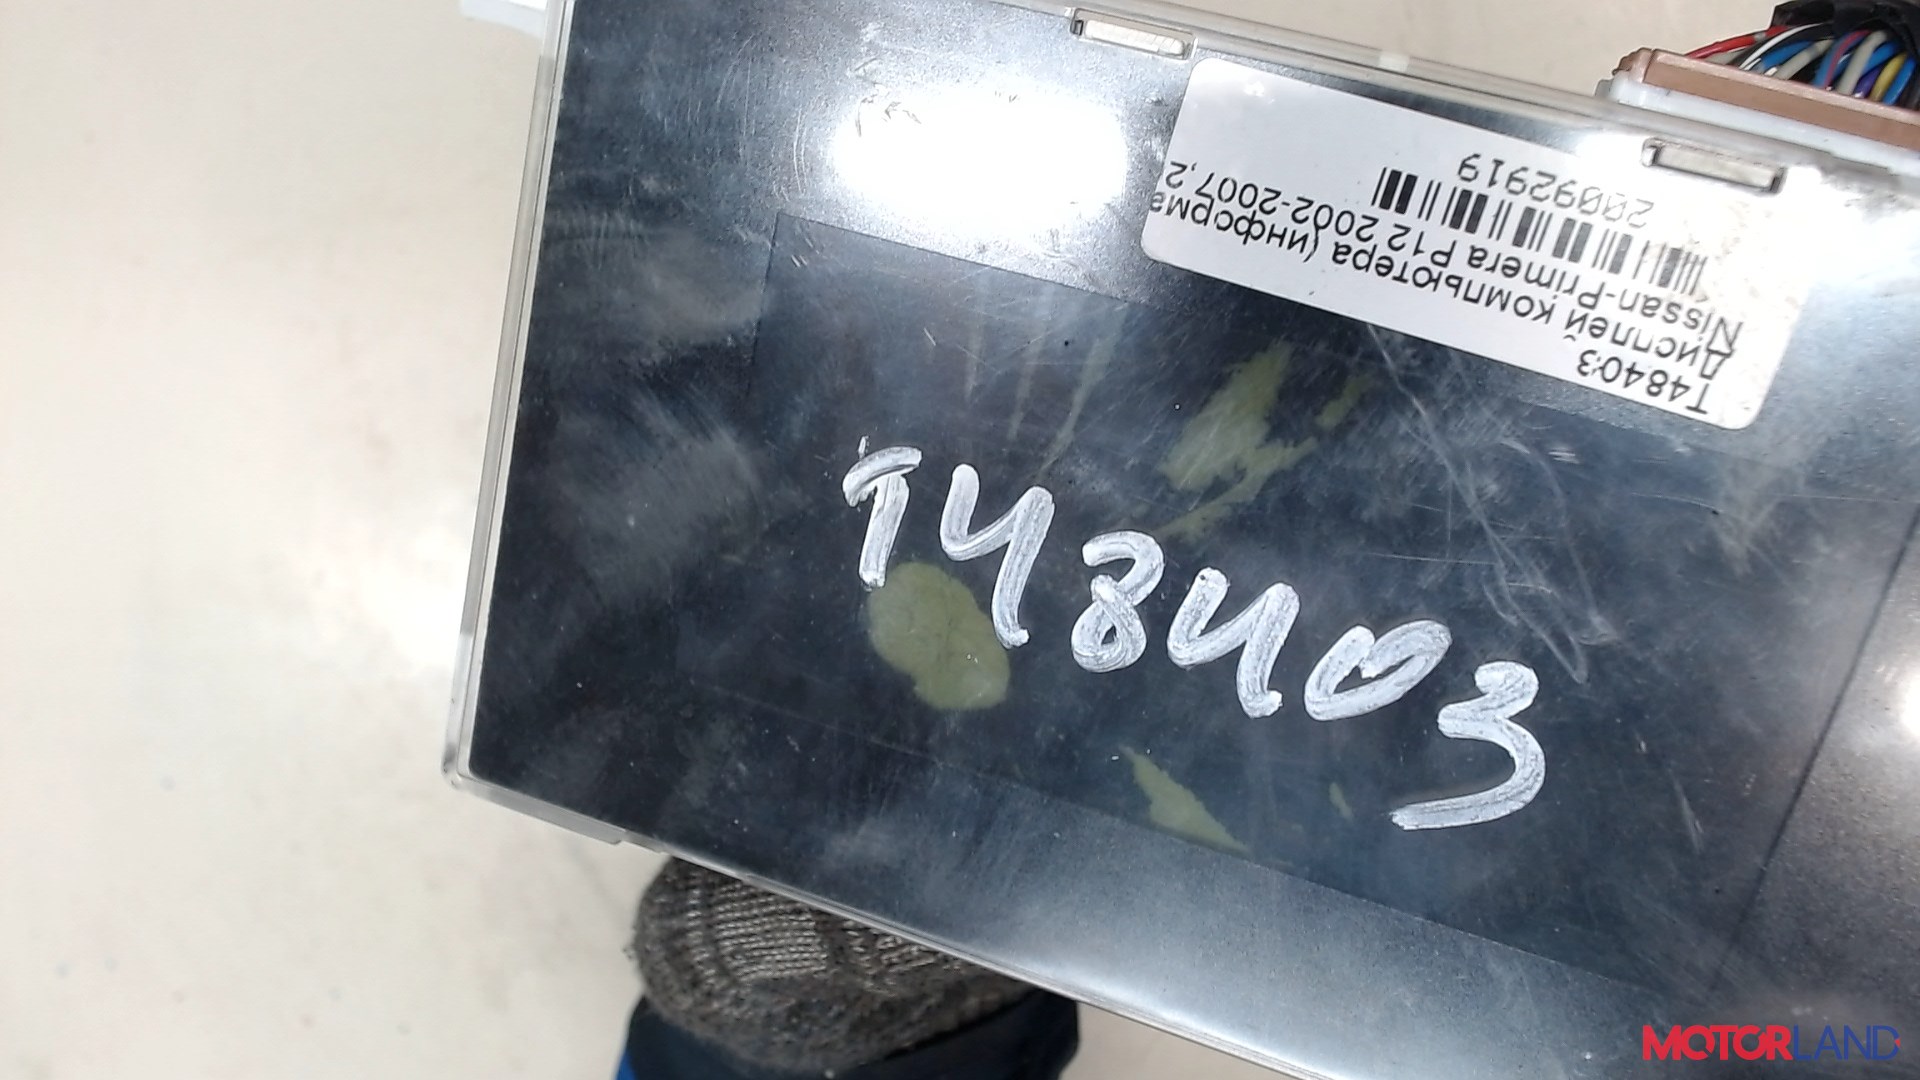 T48403
Дисплей компьютера (информа
Nissan-Primera P12 2002-2007,2
20092919
T48403
MOTORLAND